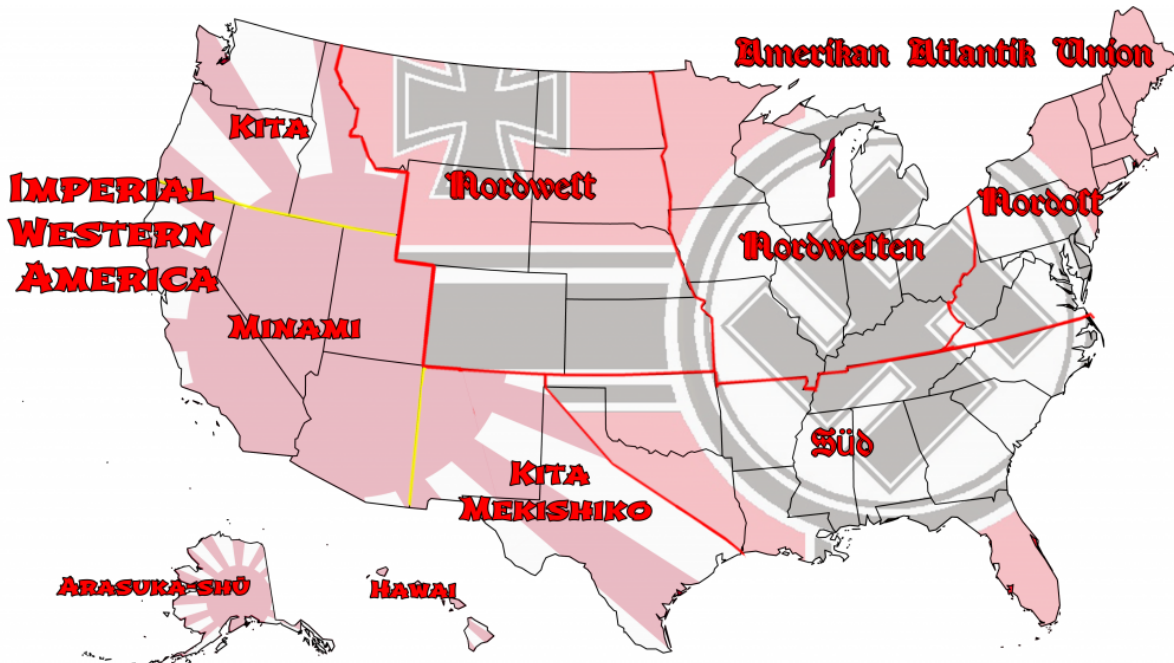 Amerikan Atlantik Union
Kita
Imperial
Western
America
Minami
Nordwest
Nordost
Nordwesten
Süd
Kita
Mekishiko
Arasuka-shū
Hawai